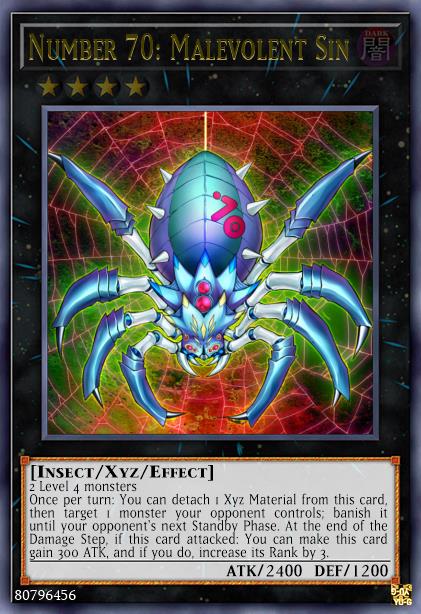 Number 70: Malevolent Sin
DARK
闇
70
[Insect/Xyz/Effect]
2 Level 4 monsters
Once per turn: You can detach 1 Xyz Material from this card,
then target 1 monster your opponent controls; banish it
until your opponent's next Standby Phase. At the end of the
Damage Step, if this card attacked: You can make this card
gain 300 ATK, and if you do, increase its Rank by 3.
ATK/2400 DEF/1200
80796456